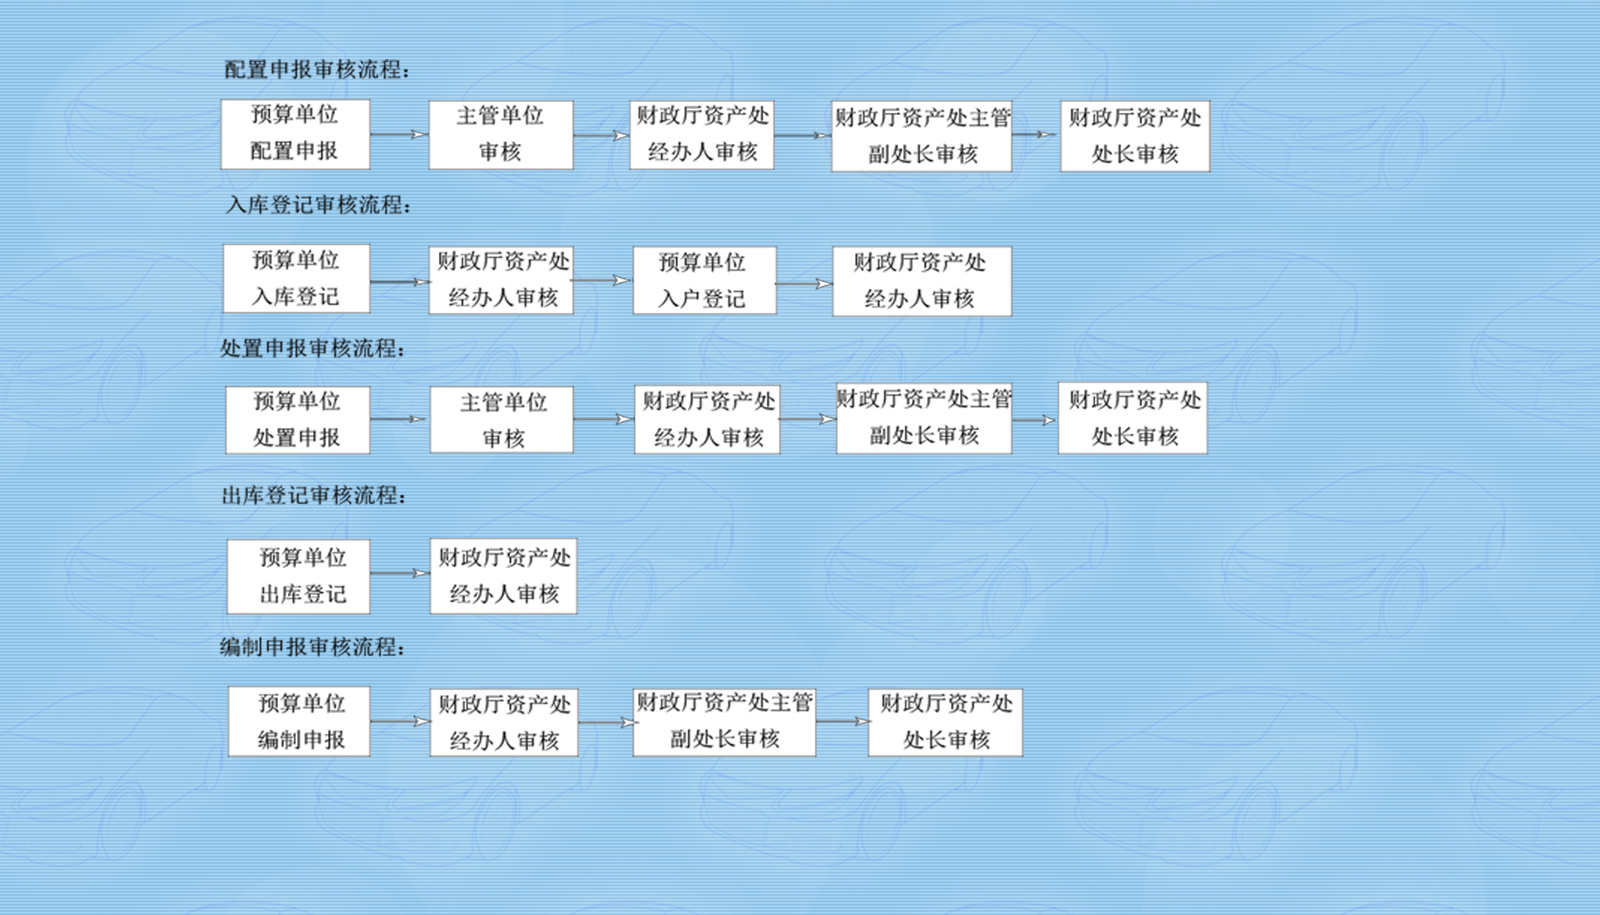 配置申报审核流程：
预算单位
配置申报
主管单位
审核
财政厅资产处
经办人审核
财政厅资产处主管
副处长审核
财政厅资产处
处长审核
入库登记审核流程：
预算单位
入库登记
财政厅资产处
经办人审核
预算单位
入户登记
财政厅资产处
经办人审核
处置申报审核流程：
预算单位
处置申报
主管单位
审核
财政厅资产处
经办人审核
财政厅资产处主管
副处长审核
财政厅资产处
处长审核
出库登记审核流程：
预算单位
出库登记
财政厅资产处
经办人审核
编制申报审核流程：
预算单位
编制申报
财政厅资产处
经办人审核
财政厅资产处主管
副处长审核
财政厅资产处
处长审核